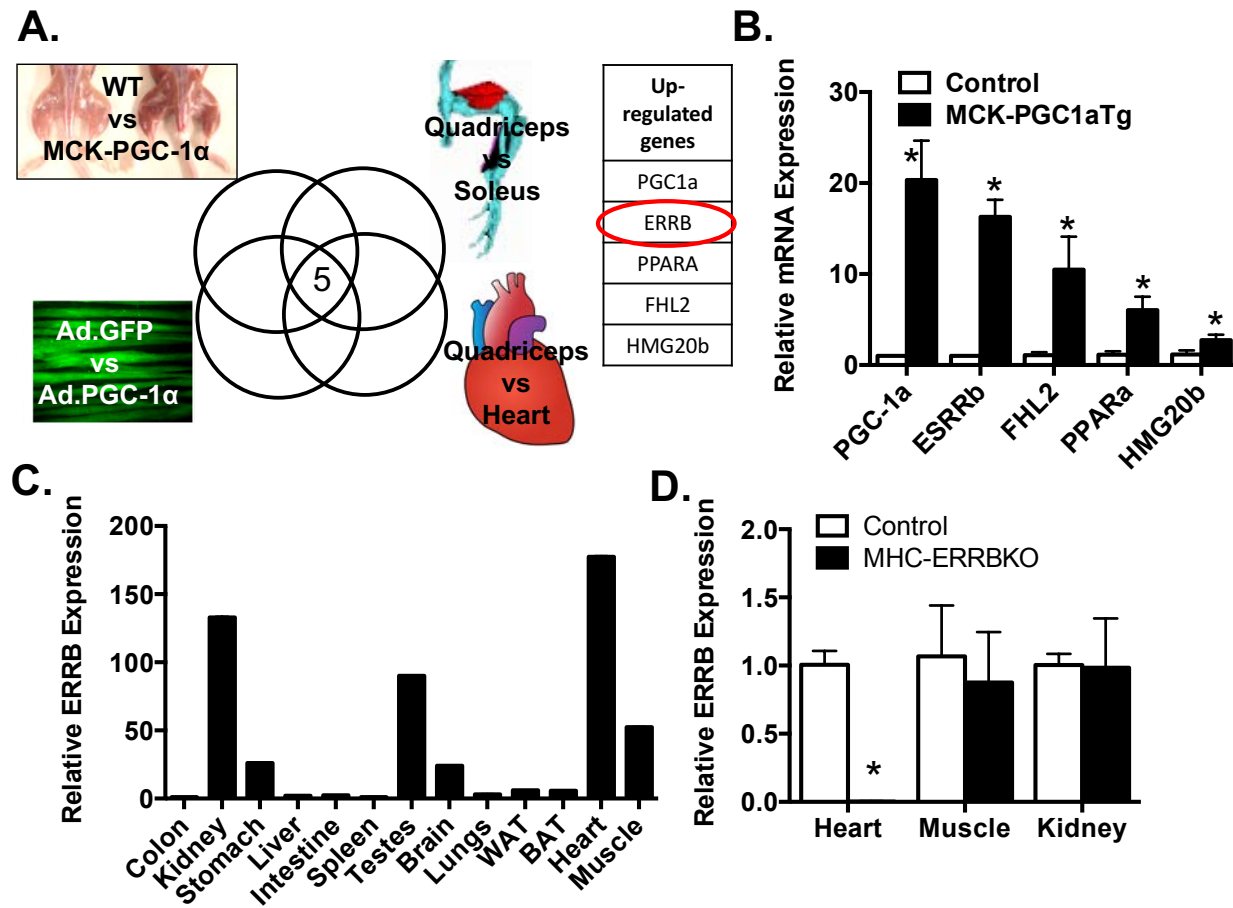 A.
WT
vs
MCK-PGC-1α
Ad.GFP
vs
Ad.PGC-1α
5
Quadriceps
vs
Soleus
Quadriceps
vs
Heart
Up-
regulated
genes
PGC1a
ERRB
PPARA
FHL2
HMG20b
B.
Control
MCK-PGC1aTg
Relative mRNA Expression
30
20
10
0
* * * * *
PGC-1a
ESRRb
FHL2
PPARa
HMG20b
C.
Relative ERRB Expression
200
150
100
50
0
Colon
Kidney
Stomach
Liver
Intestine
Spleen
Testes
Brain
Lungs
WAT
BAT
Heart
Muscle
D.
Control
MHC-ERRBKO
Relative ERRB Expression
2.0
1.5
1.0
0.5
0.0
*
Heart Muscle Kidney